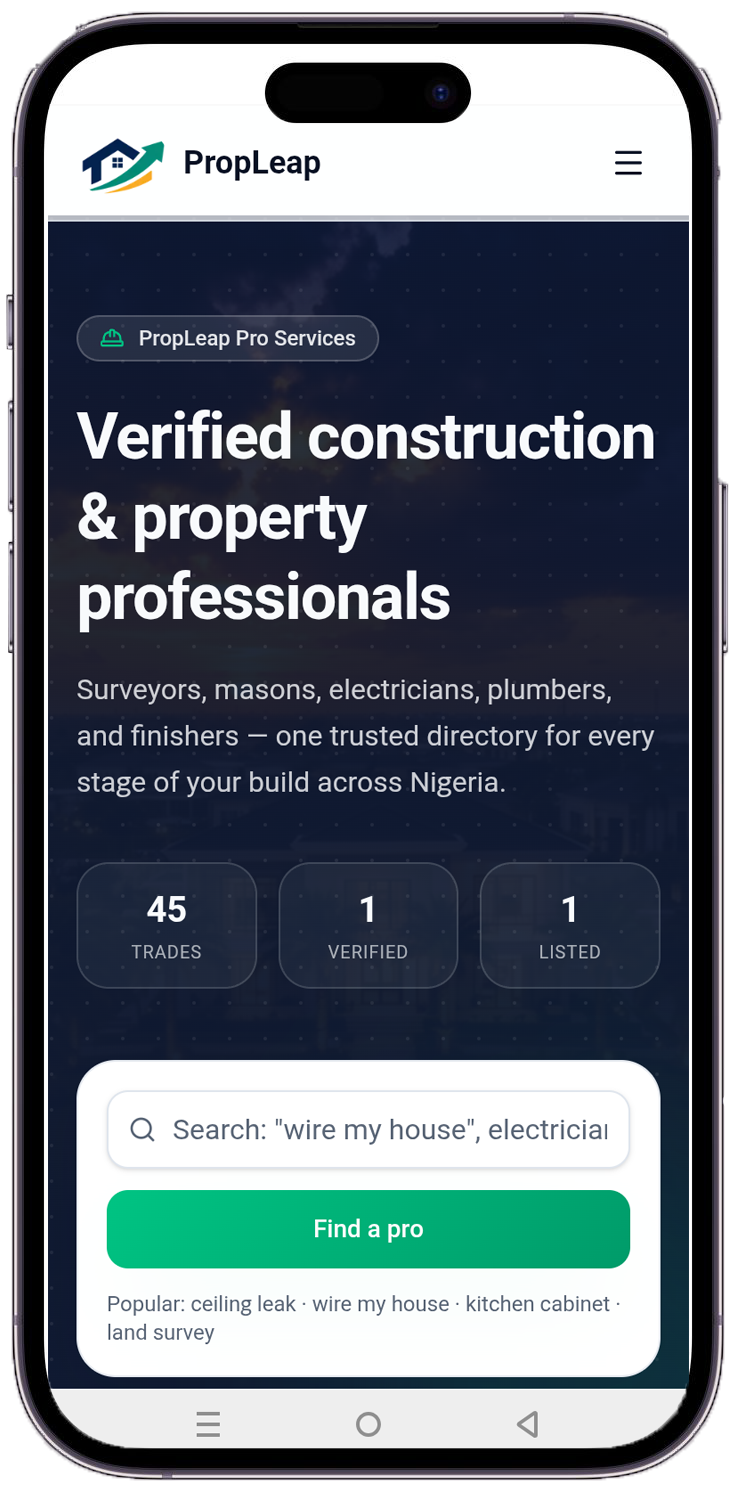 PropLeap
PropLeap Pro Services
Verified construction
& property
professionals
Surveyors, masons, electricians, plumbers,
and finishers — one trusted directory for every
stage of your build across Nigeria.
45
TRADES
1
VERIFIED
1
LISTED
Search: "wire my house", electrician
Find a pro
Popular: ceiling leak · wire my house · kitchen cabinet ·
land survey